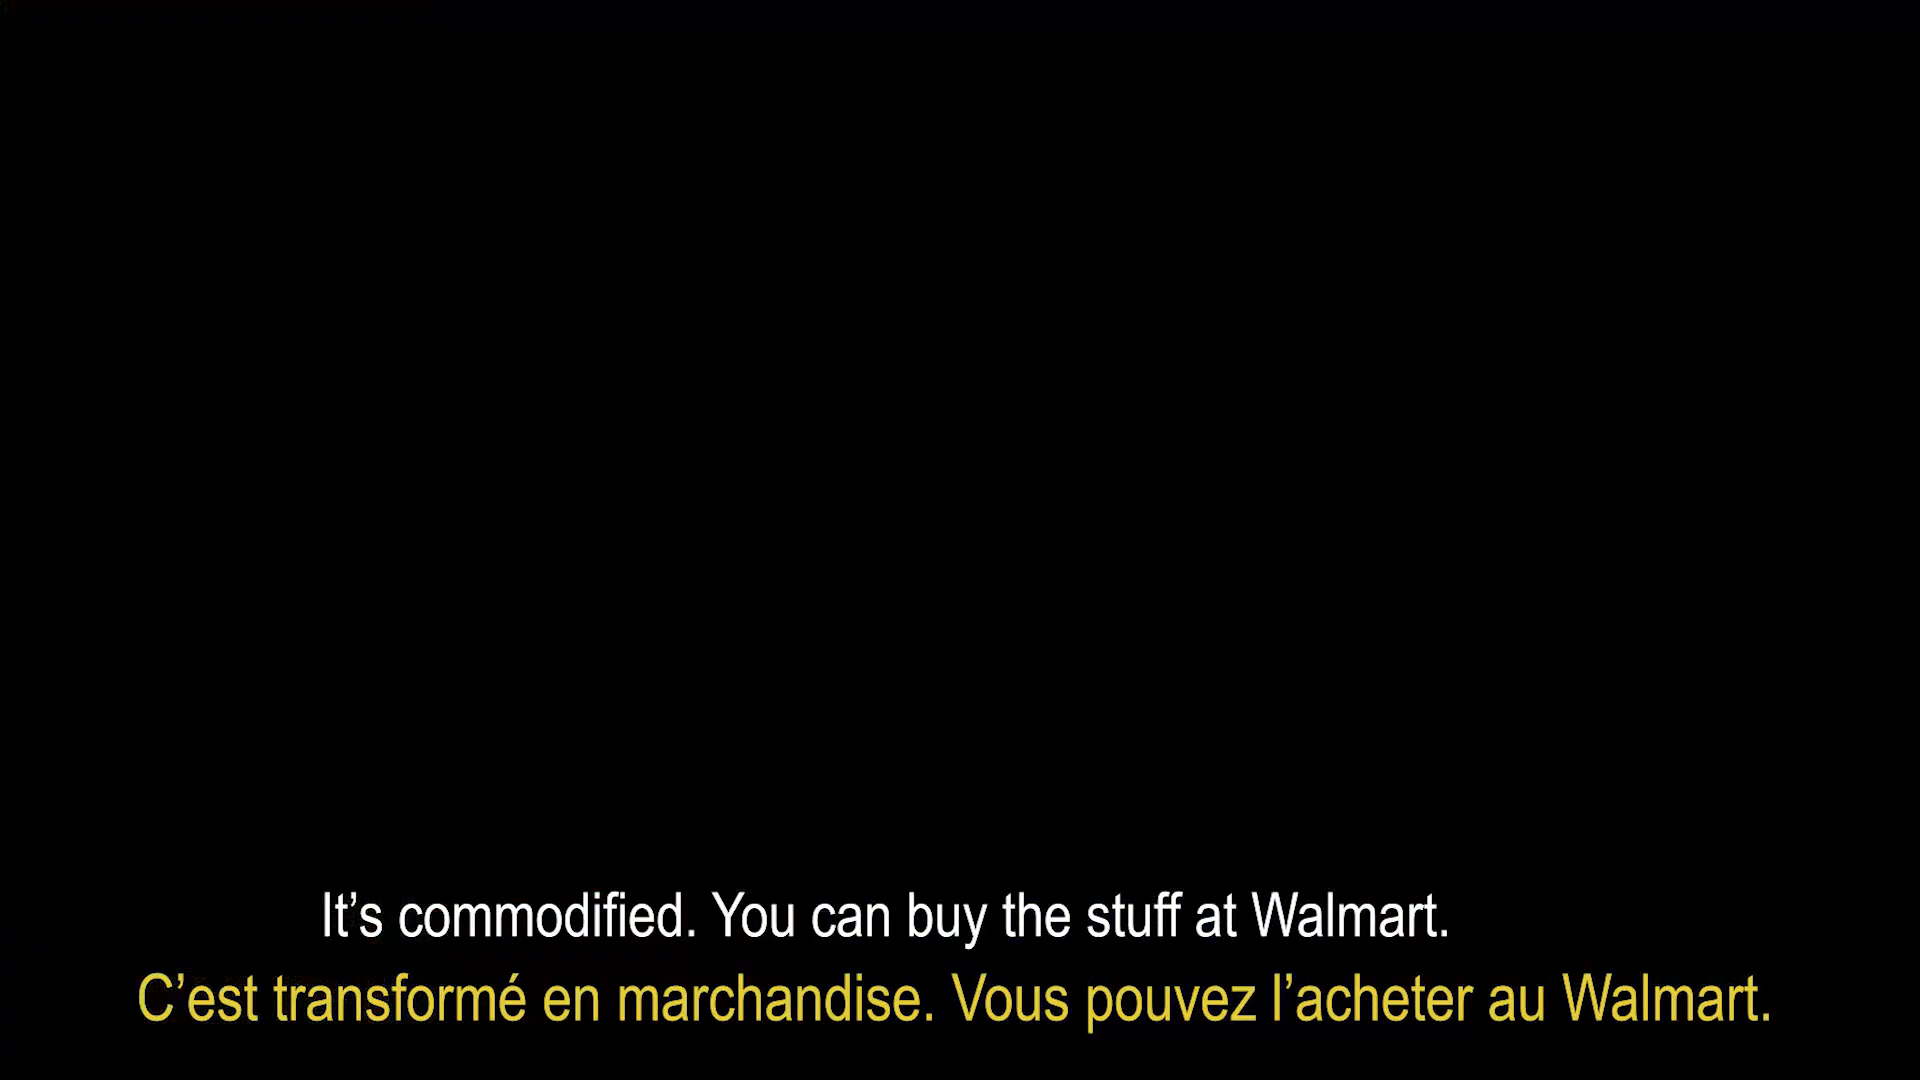 It’s commodified. You can buy the stuff at Walmart.
C’est transformé en marchandise. Vous pouvez l’acheter au Walmart.